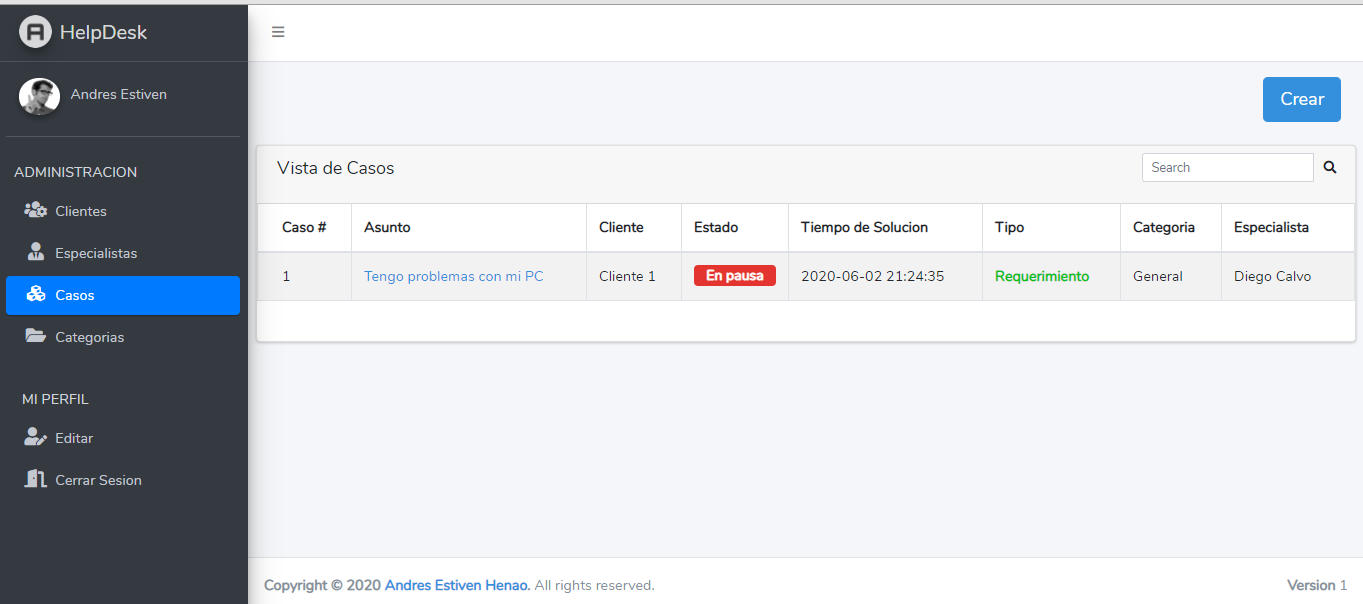 HelpDesk
Andres Estiven
ADMINISTRACION
Clientes
Especialistas
Casos
Categorias
MI PERFIL
Editar
Cerrar Sesion
Crear
Vista de Casos
Search
Caso # Asunto Cliente Estado Tiempo de Solucion Tipo Categoria Especialista
1 Tengo problemas con mi PC Cliente 1 En pausa 2020-06-02 21:24:35 Requerimiento General Diego Calvo
Copyright © 2020 Andres Estiven Henao. All rights reserved.
Version 1